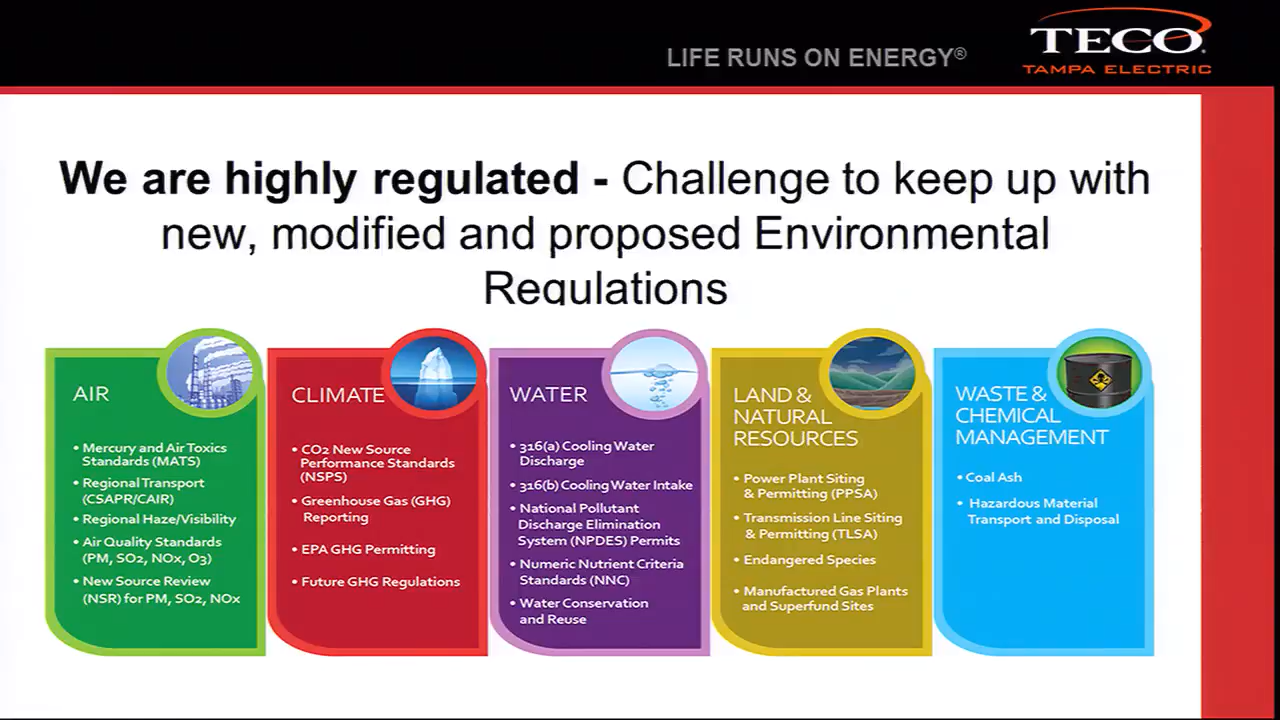 LIFE RUNS ON ENERGY®
TECO.
TAMPA ELECTRIC
We are highly regulated - Challenge to keep up with
new, modified and proposed Environmental
Regulations
AIR
• Mercury and Air Toxics
Standards (MATS)
• Regional Transport
(CSAPR/CAIR)
• Regional Haze/Visibility
• Air Quality Standards
(PM, SO2, NOx, O3)
• New Source Review
(NSR) for PM, SO2, NOx
CLIMATE
• CO2 New Source
Performance Standards
(NSPS)
• Greenhouse Gas (GHG)
Reporting
• EPA GHG Permitting
• Future GHG Regulations
WATER
• 316(a) Cooling Water
Discharge
• 316(b) Cooling Water Intake
• National Pollutant
Discharge Elimination
System (NPDES) Permits
• Numeric Nutrient Criteria
Standards (NNC)
• Water Conservation
and Reuse
LAND &
NATURAL
RESOURCES
• Power Plant Siting
& Permitting (PPSA)
• Transmission Line Siting
& Permitting (TLSA)
• Endangered Species
• Manufactured Gas Plants
and Superfund Sites
WASTE &
CHEMICAL
MANAGEMENT
• Coal Ash
• Hazardous Material
Transport and Disposal